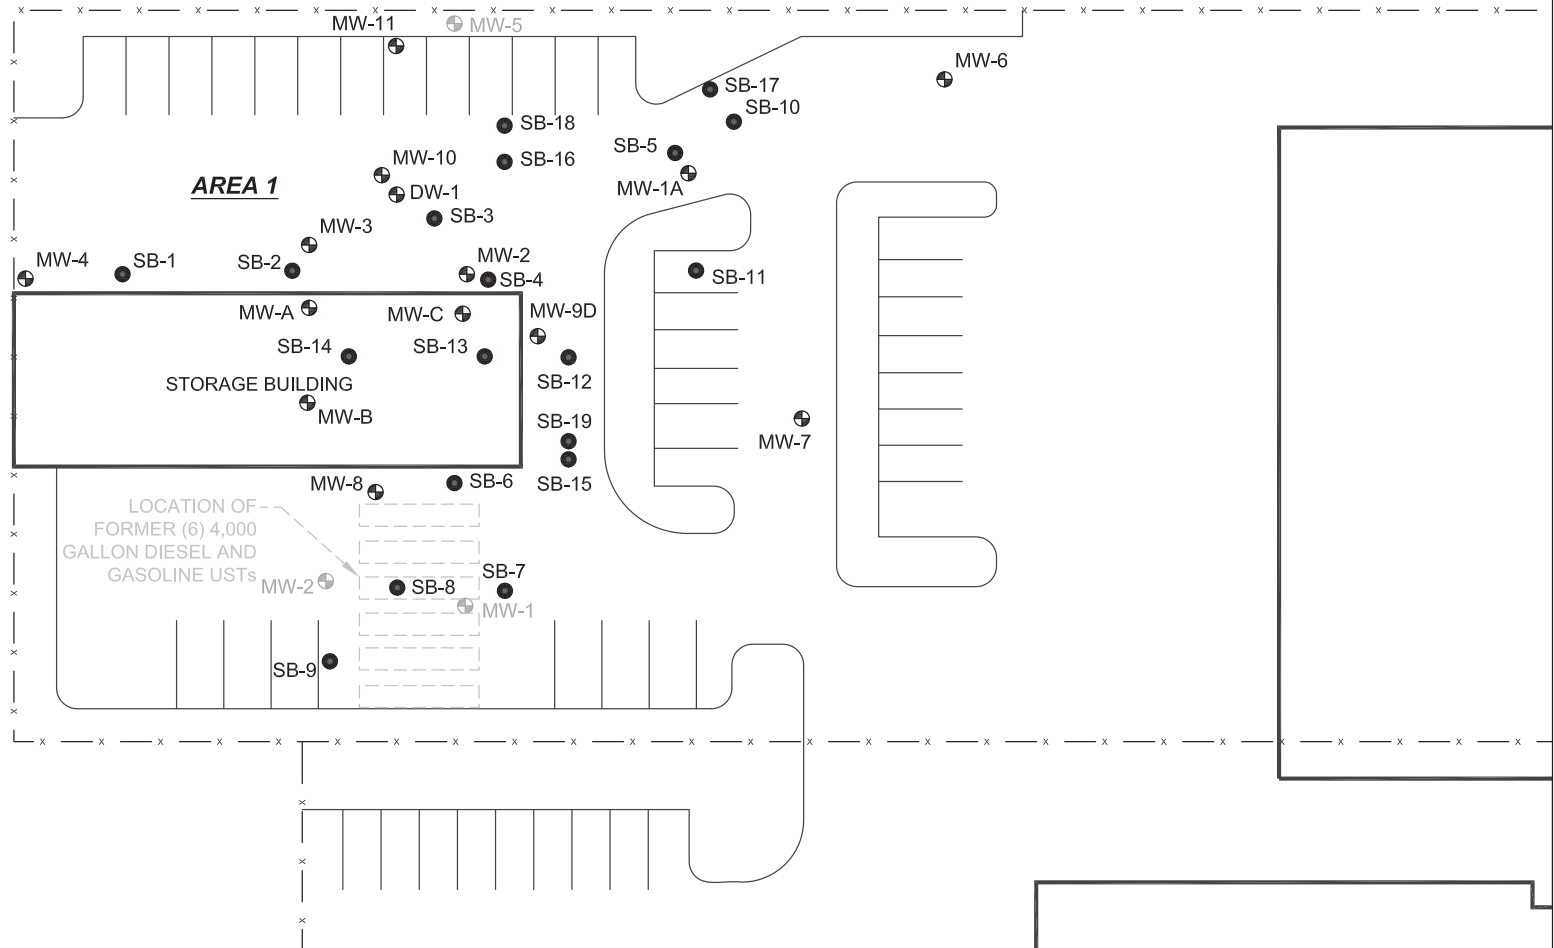 MW-11
MW-5
MW-6
SB-17
SB-10
SB-18
SB-5
SB-16
MW-10
MW-1A
AREA 1
DW-1
SB-3
MW-3
MW-4
SB-1
SB-2
MW-2
SB-4
SB-11
MW-A
MW-C
MW-9D
SB-14
SB-13
SB-12
STORAGE BUILDING
MW-B
SB-19
MW-7
MW-8
SB-6
SB-15
LOCATION OF
FORMER (6) 4,000
GALLON DIESEL AND
GASOLINE USTs
MW-2
SB-8
SB-7
MW-1
SB-9